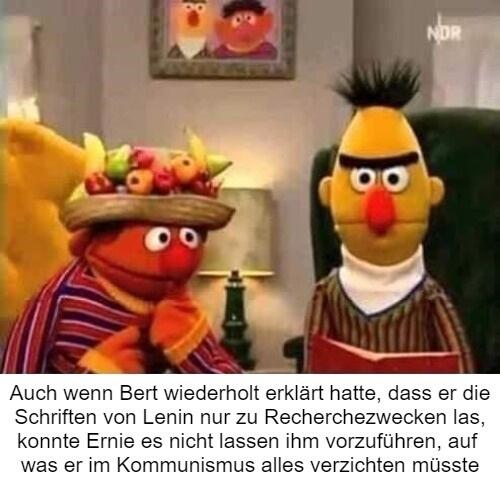 NDR
Auch wenn Bert wiederholt erklärt hatte, dass er die
Schriften von Lenin nur zu Recherchezwecken las,
konnte Ernie es nicht lassen ihm vorzuführen, auf
was er im Kommunismus alles verzichten müsste